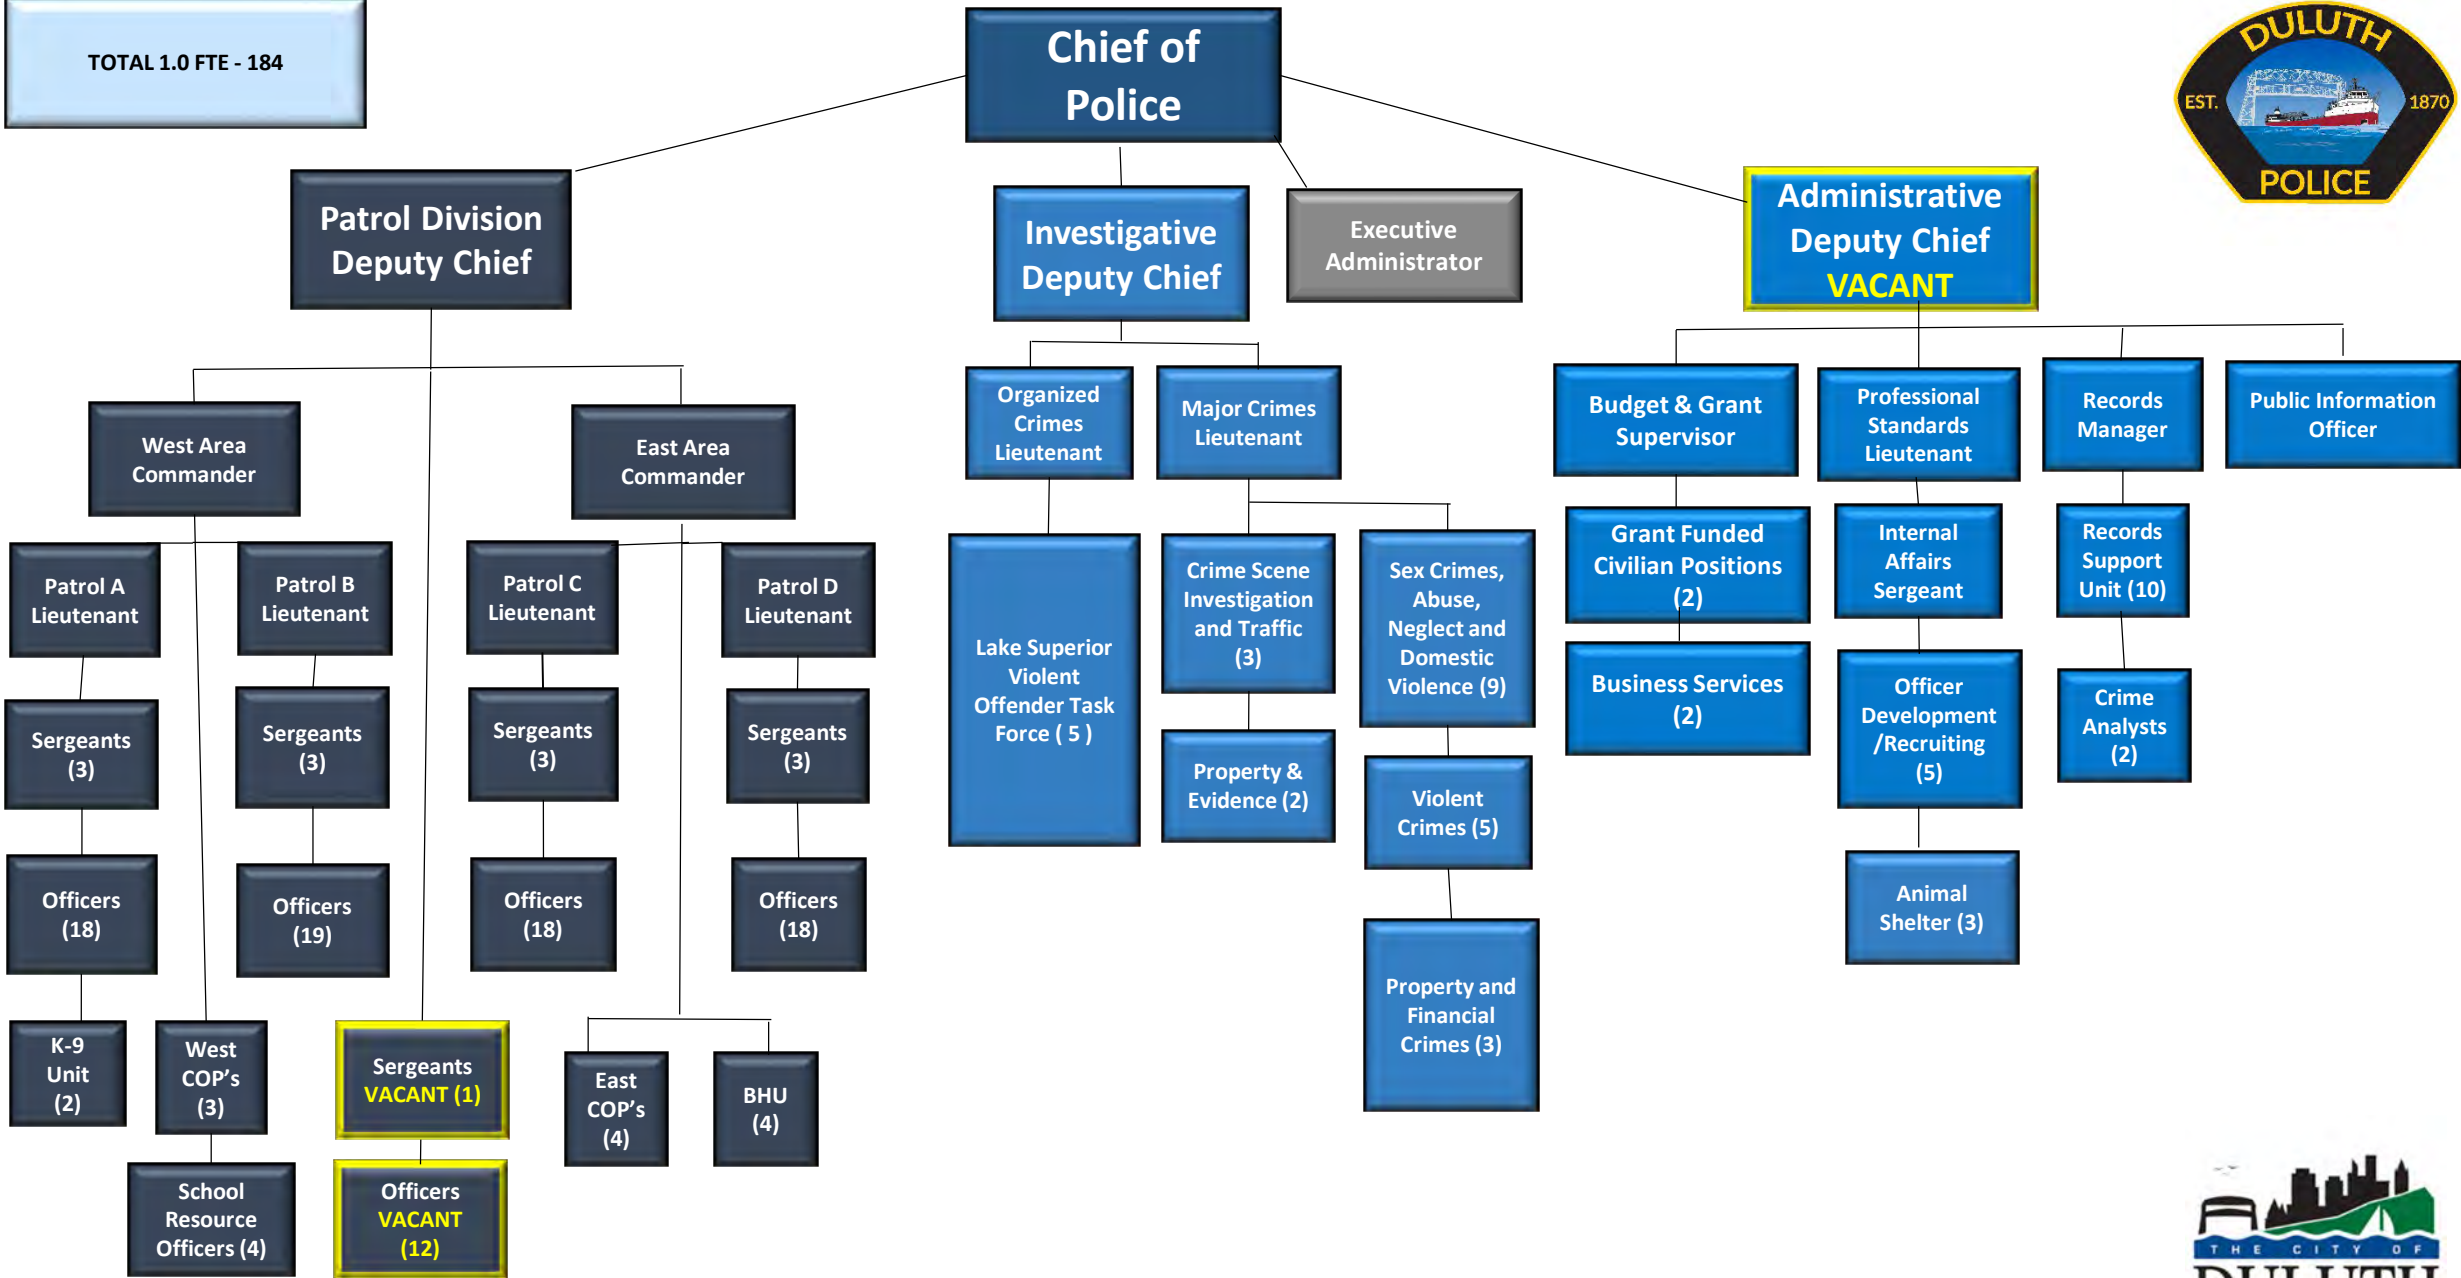 TOTAL 1.0 FTE - 184
Chief of
Police
DULUTH
EST.
1870
POLICE
Patrol Division
Deputy Chief
Investigative
Deputy Chief
Executive
Administrator
Administrative
Deputy Chief
VACANT
West Area
Commander
East Area
Commander
Organized
Crimes
Lieutenant
Major Crimes
Lieutenant
Budget & Grant
Supervisor
Professional
Standards
Lieutenant
Records
Manager
Public Information
Officer
Patrol A
Lieutenant
Patrol B
Lieutenant
Patrol C
Lieutenant
Patrol D
Lieutenant
Lake Superior
Violent
Offender Task
Force ( 5 )
Crime Scene
Investigation
and Traffic
(3)
Sex Crimes,
Abuse,
Neglect and
Domestic
Violence (9)
Grant Funded
Civilian Positions
(2)
Internal
Affairs
Sergeant
Records
Support
Unit (10)
Sergeants
(3)
Sergeants
(3)
Sergeants
(3)
Sergeants
(3)
Property &
Evidence (2)
Violent
Crimes (5)
Business Services
(2)
Officer
Development
/Recruiting
(5)
Crime
Analysts
(2)
Officers
(18)
Officers
(19)
Officers
(18)
Officers
(18)
Property and
Financial
Crimes (3)
Animal
Shelter (3)
K-9
Unit
(2)
West
COP's
(3)
Sergeants
VACANT (1)
East
COP's
(4)
BHU
(4)
School
Resource
Officers (4)
Officers
VACANT
(12)
THE CITY OF
DULUTH